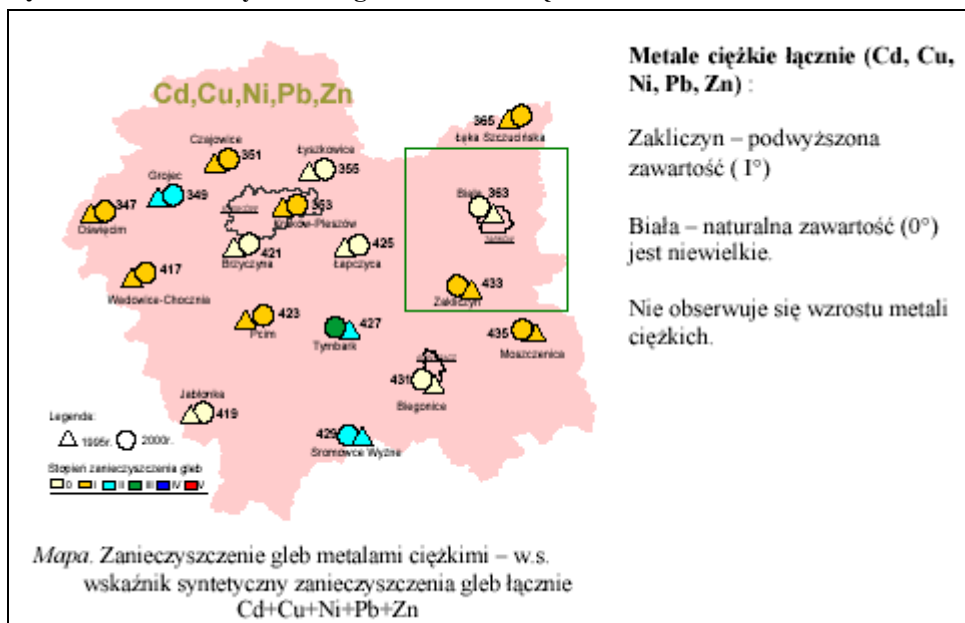 Cd,Cu,Ni,Pb,Zn
365
Łęka Szczucińska
Czajowice
351
Łyszkowice
355
Grojec
349
Biała 363
347
Oświęcim
353
Kraków-Pleszów
421
Brzyczyna
425
Łapczyca
417
Wadowice-Chocznia
433
Zakliczyn
423
Pcim
427
Tymbark
435
Moszczenica
431
Biegonice
Jabłonka
419
429
Sromowce Wyżne
Legenda:
1995r. 2000r.
Stopień zanieczyszczenia gleb
0 I II III IV V
Metale ciężkie łącznie (Cd, Cu,
Ni, Pb, Zn) :
Zakliczyn – podwyższona
zawartość ( I°)
Biała – naturalna zawartość (0°)
jest niewielkie.
Nie obserwuje się wzrostu metali
ciężkich.
Mapa. Zanieczyszczenie gleb metalami ciężkimi – w.s.
wskaźnik syntetyczny zanieczyszczenia gleb łącznie
Cd+Cu+Ni+Pb+Zn